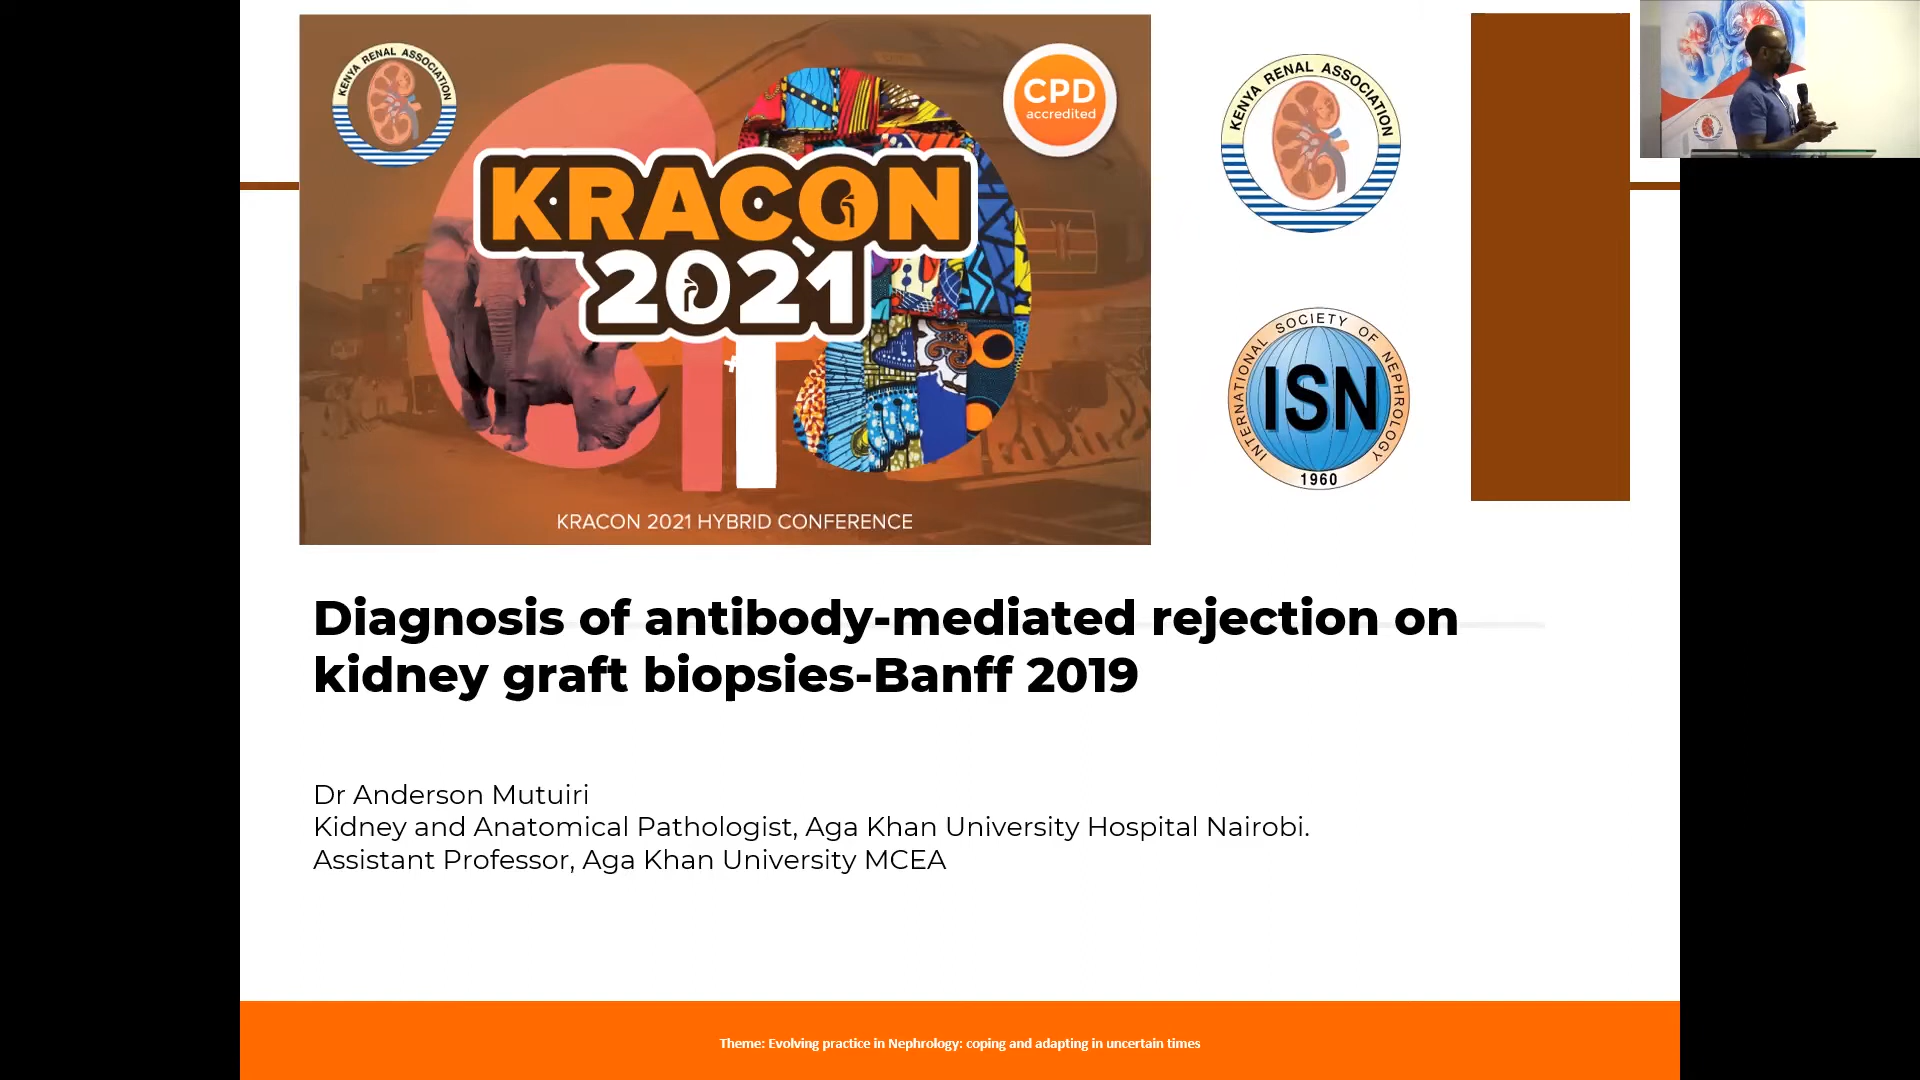 KENYA RENAL ASSOCIATION
CPD
accredited
KRACON
2021
KRACON 2021 HYBRID CONFERENCE
KENYA RENAL ASSOCIATION
INTERNATIONAL SOCIETY OF NEPHROLOGY
ISN
1960
Diagnosis of antibody-mediated rejection on
kidney graft biopsies-Banff 2019
Dr Anderson Mutuiri
Kidney and Anatomical Pathologist, Aga Khan University Hospital Nairobi.
Assistant Professor, Aga Khan University MCEA
Theme: Evolving practice in Nephrology: coping and adapting in uncertain times